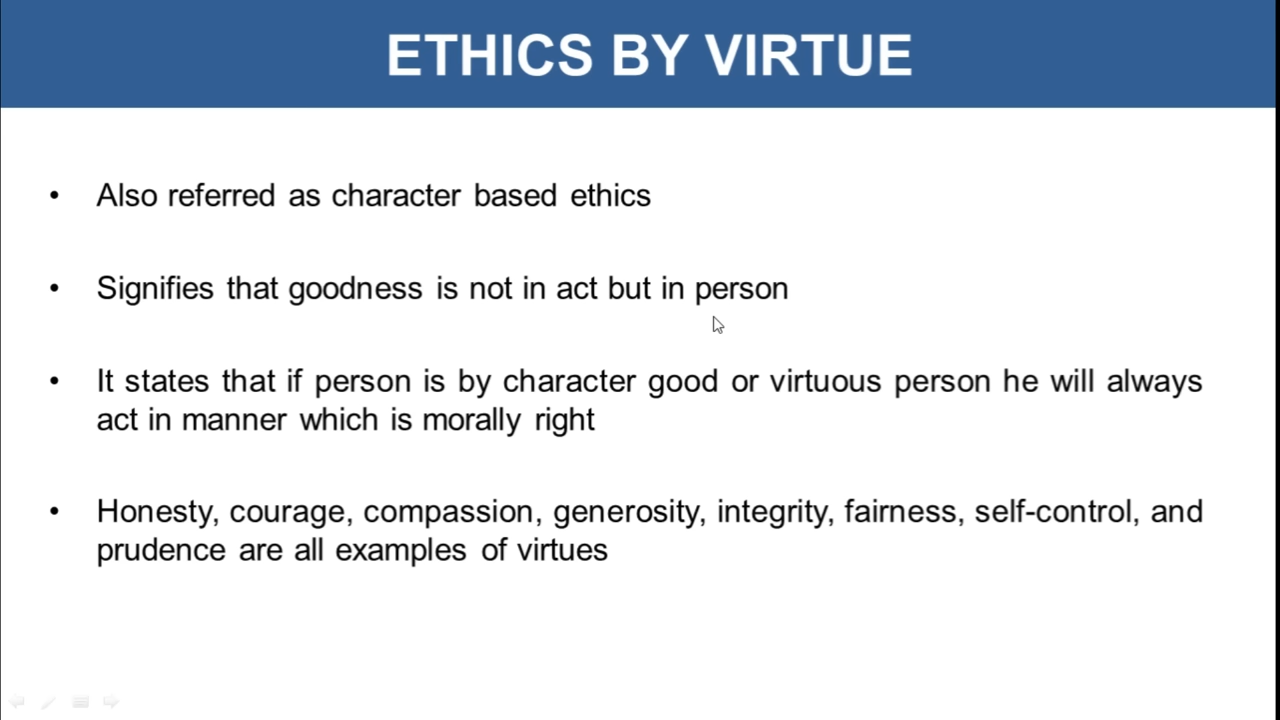 ETHICS BY VIRTUE
• Also referred as character based ethics
• Signifies that goodness is not in act but in person
• It states that if person is by character good or virtuous person he will always
act in manner which is morally right
• Honesty, courage, compassion, generosity, integrity, fairness, self-control, and
prudence are all examples of virtues